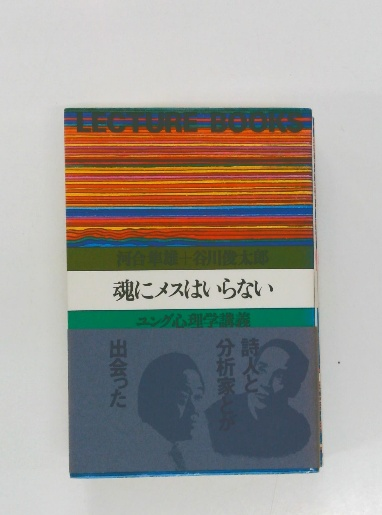 LECTURE BOOKS
河合隼雄+谷川俊太郎
魂にメスはいらない
ユング心理学講義
詩人と
分析家とが
出会った